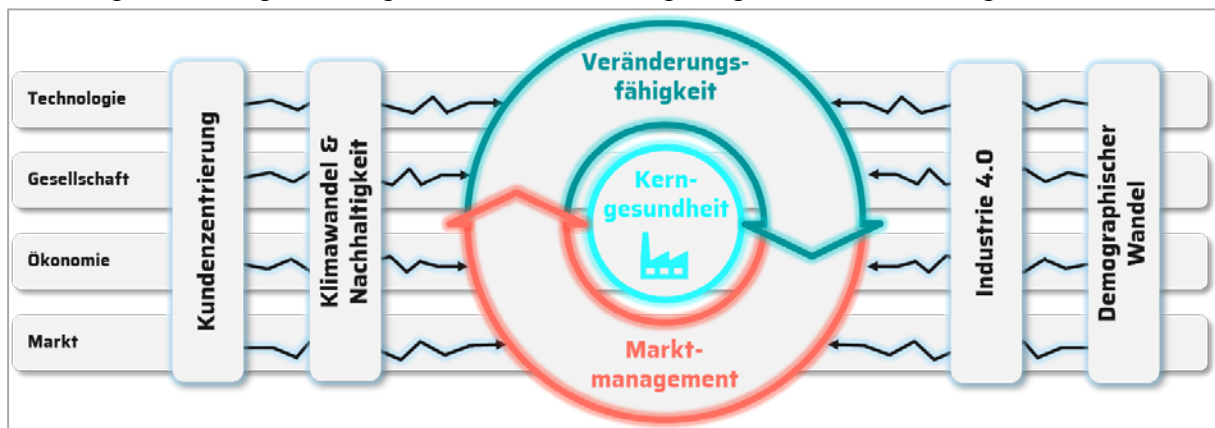 Technologie
Gesellschaft
Ökonomie
Markt
Kundenzentrierung
Klimawandel &
Nachhaltigkeit
Veränderungs-
fähigkeit
Kern-
gesundheit
Markt-
management
Industrie 4.0
Demographischer
Wandel